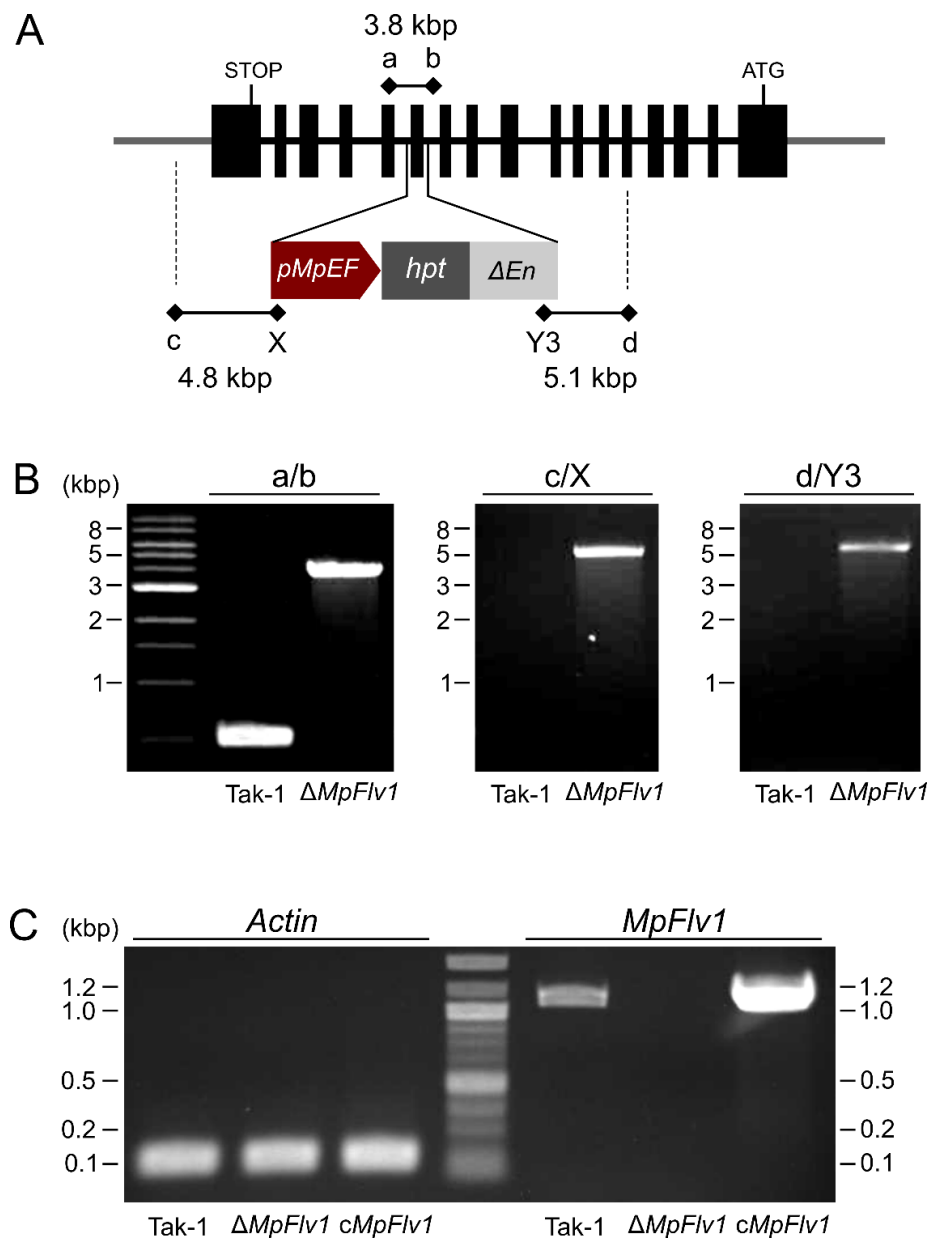 A
3.8 kbp
a b
STOP
ATG
pMpEF hpt ΔEn
c X Y3 d
4.8 kbp 5.1 kbp
B (kbp) a/b c/X d/Y3
8 8 8
5 5 5
3 3 3
2 2 2
1 1 1
Tak-1 ΔMpFlv1 Tak-1 ΔMpFlv1 Tak-1 ΔMpFlv1
C (kbp) Actin MpFlv1
1.2 1.2
1.0 1.0
0.5 0.5
0.2 0.2
0.1 0.1
Tak-1 ΔMpFlv1 cMpFlv1 Tak-1 ΔMpFlv1 cMpFlv1